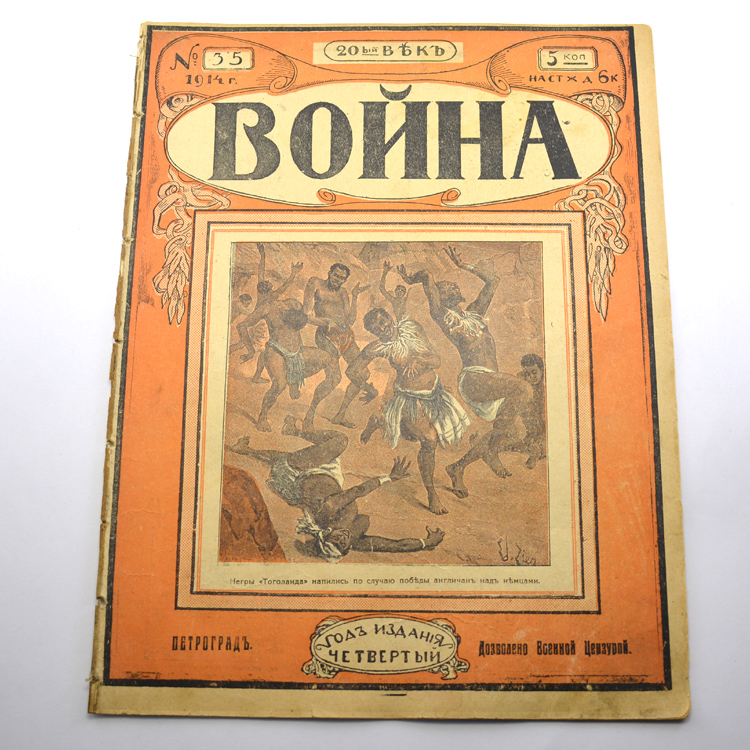 20ый ВѢКЪ
№ 35
1914 г.
5 коп
НА СТ Ж Д 6к
ВОЙНА
Негры «Тоголанда» напились по случаю побѣды англичанъ надъ нѣмцами.
ПЕТРОГРАДЪ.
ГОДЪ ИЗДАНІЯ
ЧЕТВЕРТЫЙ
Дозволено Военной Цензурой.